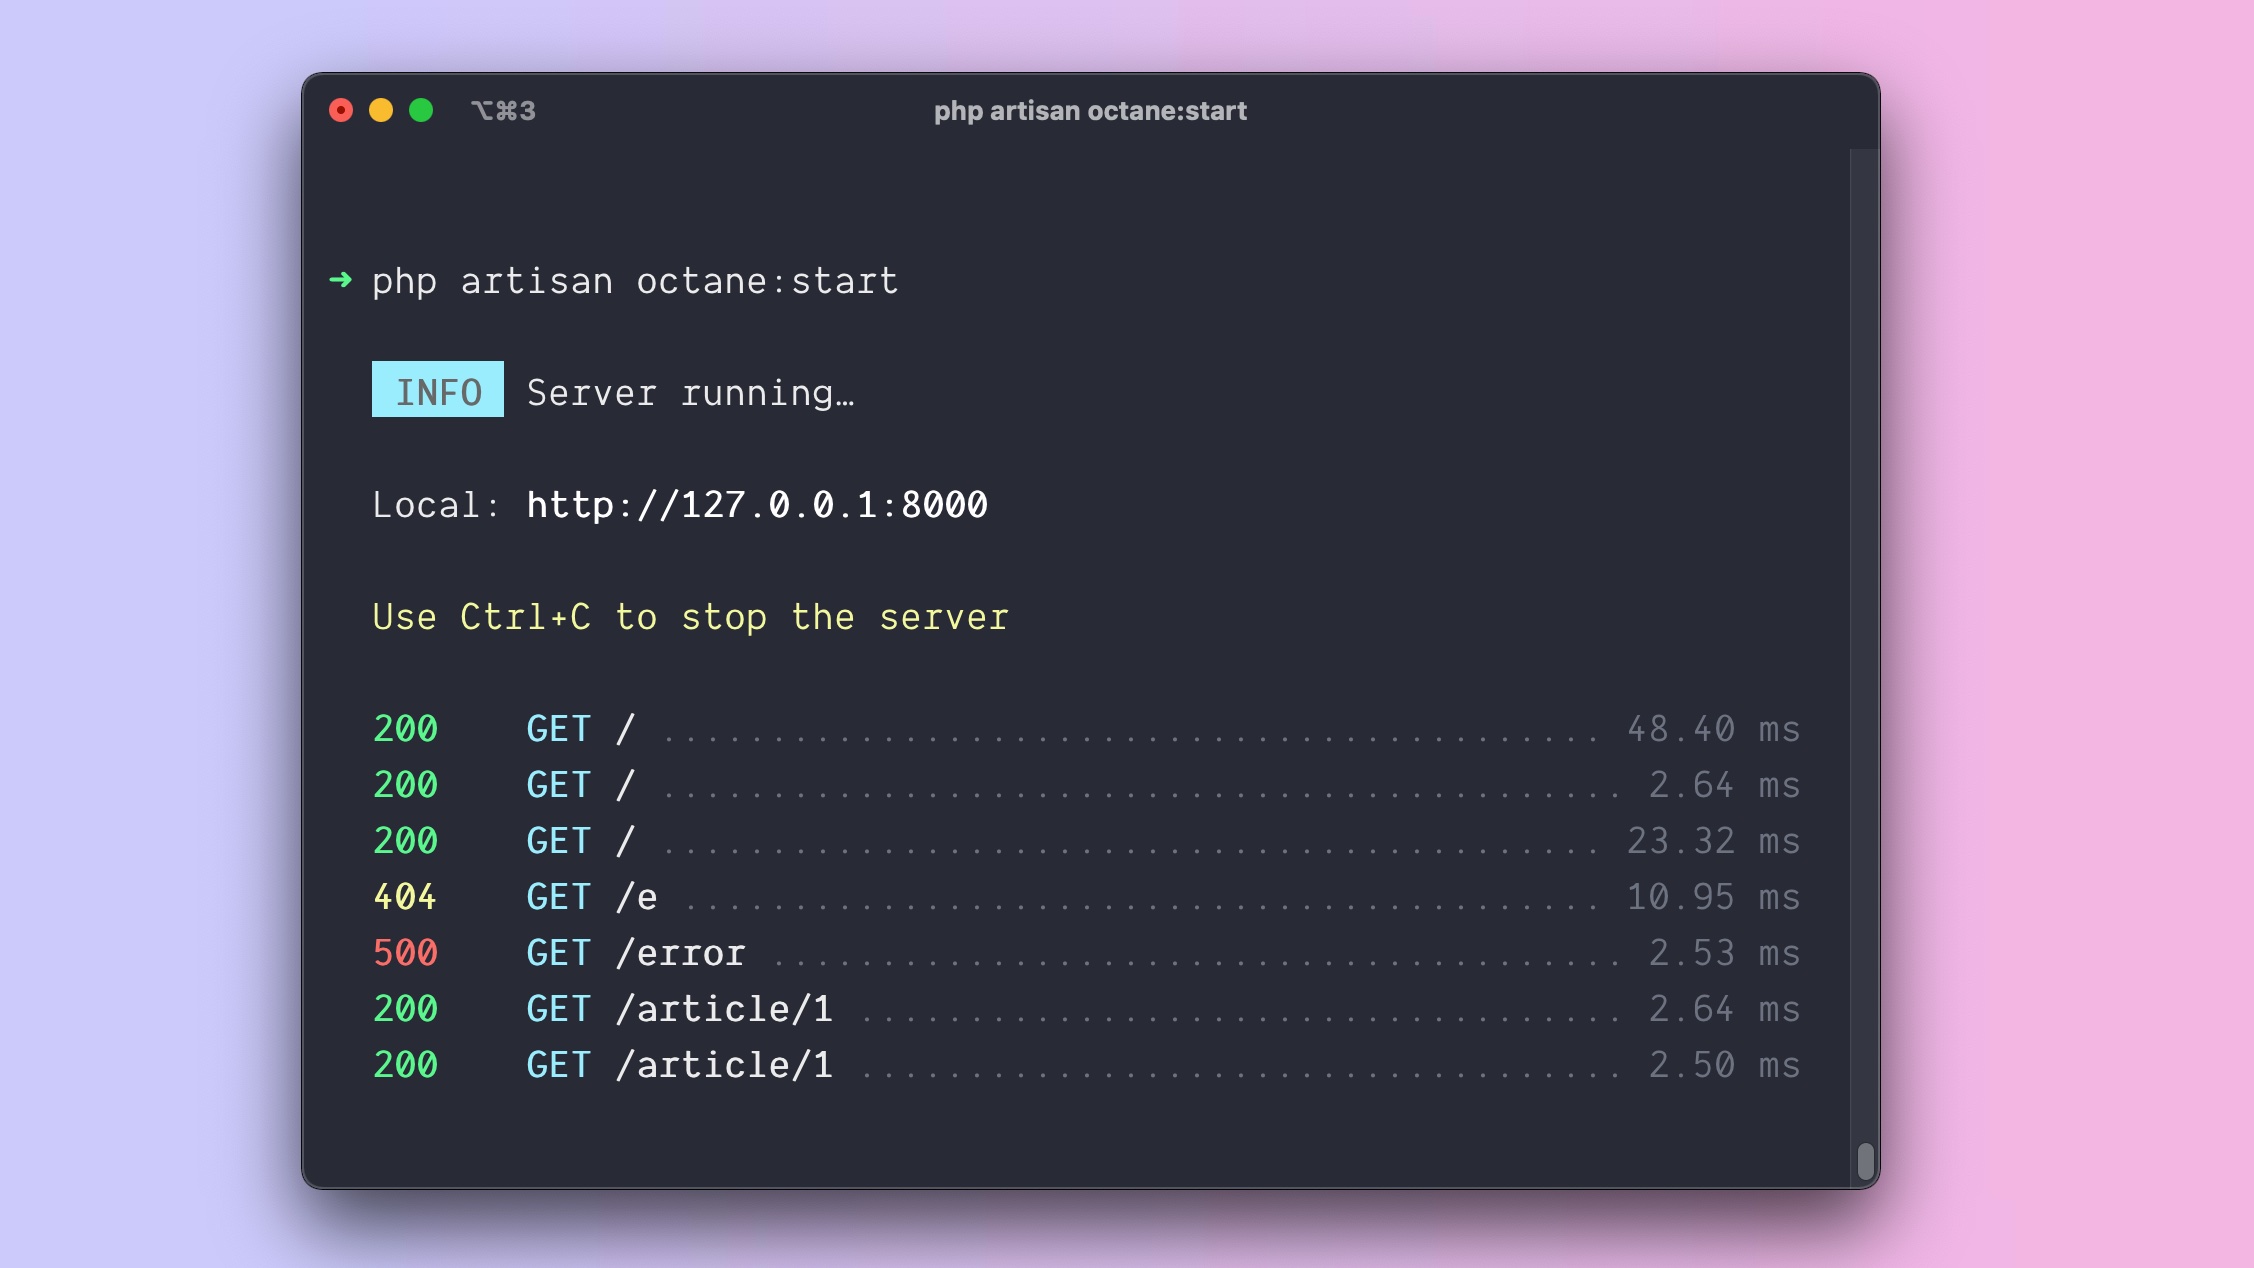 ⌥⌘3 php artisan octane:start
➜ php artisan octane:start
INFO Server running…
Local: http://127.0.0.1:8000
Use Ctrl+C to stop the server
200 GET / ........................................... 48.40 ms
200 GET / ............................................ 2.64 ms
200 GET / ........................................... 23.32 ms
404 GET /e .......................................... 10.95 ms
500 GET /error ....................................... 2.53 ms
200 GET /article/1 ................................... 2.64 ms
200 GET /article/1 ................................... 2.50 ms